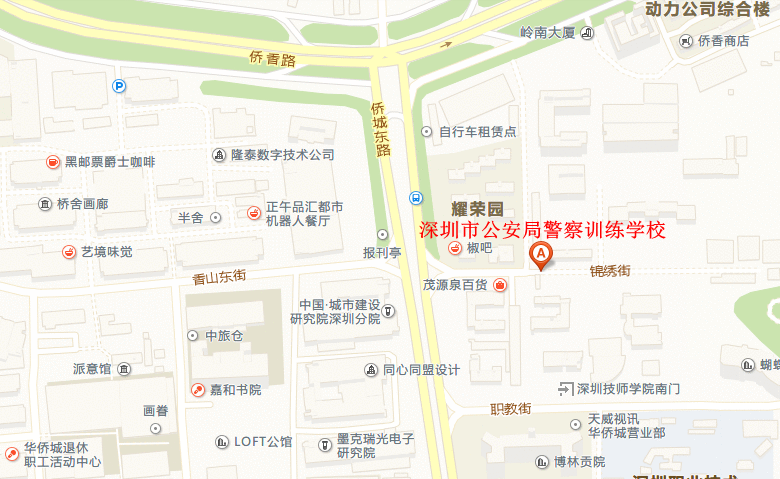 动力公司综合楼
岭南大厦
侨香商店
侨香路
P
侨城东路
自行车租赁点
黑邮票爵士咖啡
隆泰数字技术公司
桥舍画廊
半舍
正午品汇都市
机器人餐厅
耀荣园
深圳市公安局警察训练学校
艺境味觉
报刊亭
椒吧
A
香山东街
锦绣街
茂源泉百货
中国·城市建设
研究院深圳分院
中旅仓
派意馆
同心同盟设计
蝴蝶
嘉和书院
深圳技师学院南门
画眷
职教街
天威视讯
华侨城营业部
LOFT公馆
墨克瑞光电子
研究院
华侨城退休
职工活动中心
博林贡院
深圳职业技术